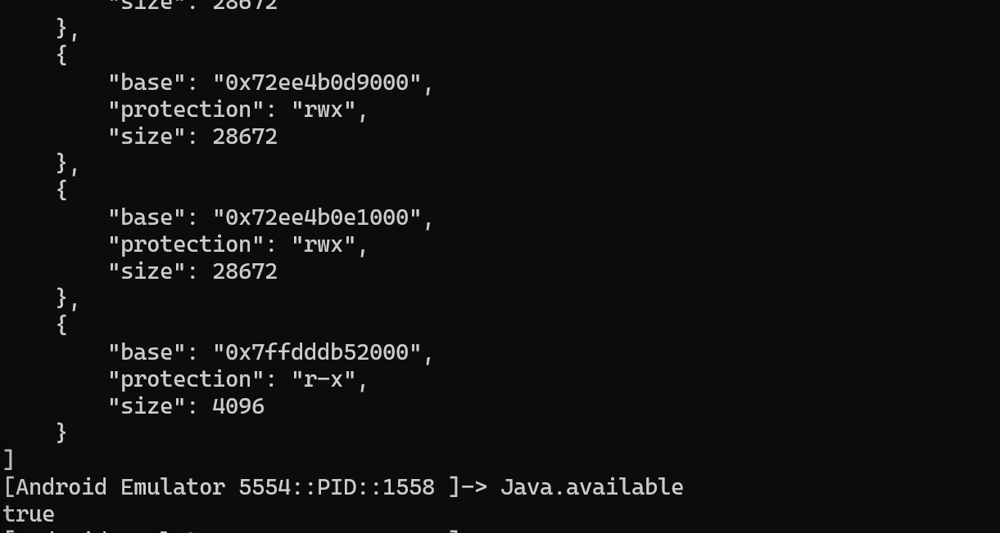 "size": 28672
},
{
"base": "0x72ee4b0d9000",
"protection": "rwx",
"size": 28672
},
{
"base": "0x72ee4b0e1000",
"protection": "rwx",
"size": 28672
},
{
"base": "0x7ffdddb52000",
"protection": "r-x",
"size": 4096
}
]
[Android Emulator 5554::PID::1558 ]-> Java.available
true